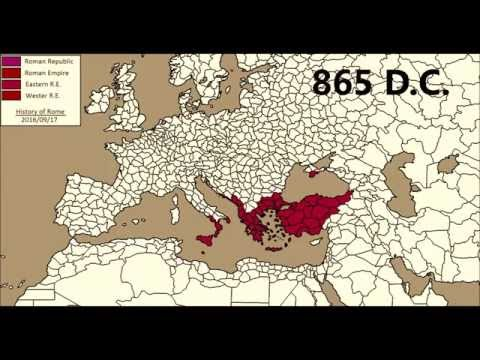 Roman Republic
Roman Empire
Eastern R.E.
Wester R.E.
History of Rome
2016/09/17
865 D.C.